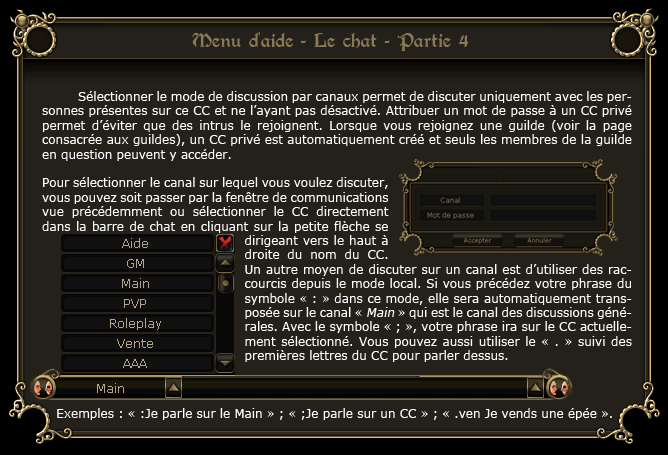 Menu d'aide - Le chat - Partie 4
Sélectionner le mode de discussion par canaux permet de discuter uniquement avec les per-
sonnes présentes sur ce CC et ne l'ayant pas désactivé. Attribuer un mot de passe à un CC privé
permet d'éviter que des intrus le rejoignent. Lorsque vous rejoignez une guilde (voir la page
consacrée aux guildes), un CC privé est automatiquement créé et seuls les membres de la guilde
en question peuvent y accéder.
Pour sélectionner le canal sur lequel vous voulez discuter,
vous pouvez soit passer par la fenêtre de communications
vue précédemment ou sélectionner le CC directement
dans la barre de chat en cliquant sur la petite flèche se
dirigeant vers le haut à
droite du nom du CC.
Un autre moyen de discuter sur un canal est d'utiliser des rac-
courcis depuis le mode local. Si vous précédez votre phrase du
symbole « : » dans ce mode, elle sera automatiquement trans-
posée sur le canal « Main » qui est le canal des discussions géné-
rales. Avec le symbole « ; », votre phrase ira sur le CC actuelle-
ment sélectionné. Vous pouvez aussi utiliser le « . » suivi des
premières lettres du CC pour parler dessus.
Canal
Mot de passe
Accepter
Annuler
Aide
GM
Main
PVP
Roleplay
Vente
AAA
Main
Exemples : « :Je parle sur le Main » ; « ;Je parle sur un CC » ; « .ven Je vends une épée ».